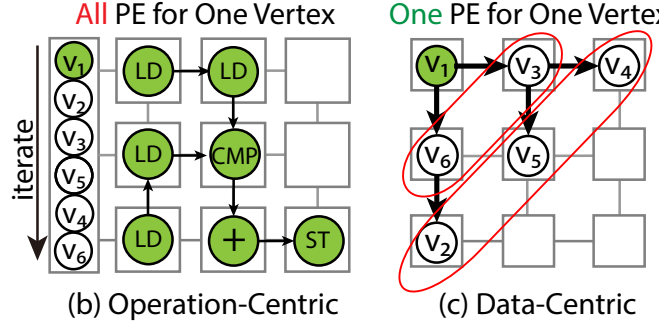 All PE for One Vertex
One PE for One Vertex
iterate
V1
V2
V3
V5
V4
V6
LD
LD
LD
CMP
LD
+
ST
V1
V3
V4
V6
V5
V2
(b) Operation-Centric
(c) Data-Centric